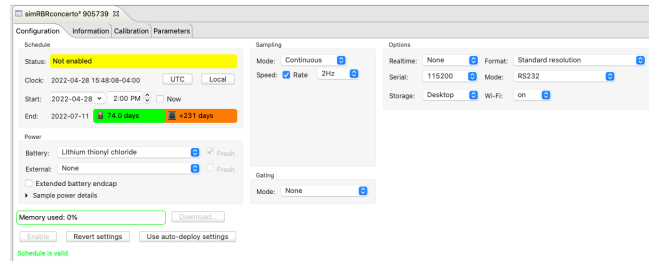 simRBRconcerto³ 905739
Configuration Information Calibration Parameters
Schedule
Status: Not enabled
Clock: 2022-04-28 15:48:08-04:00 UTC Local
Start: 2022-04-28 2:00 PM Now
End: 2022-07-11 74.0 days +231 days
Power
Battery: Lithium thionyl chloride Fresh
External: None Fresh
Extended battery endcap
Sample power details
Memory used: 0% Download...
Enable Revert settings Use auto-deploy settings
Schedule is valid
Sampling
Mode: Continuous
Speed: Rate 2Hz
Gating
Mode: None
Options
Realtime: None Format: Standard resolution
Serial: 115200 Mode: RS232
Storage: Desktop Wi-Fi: on